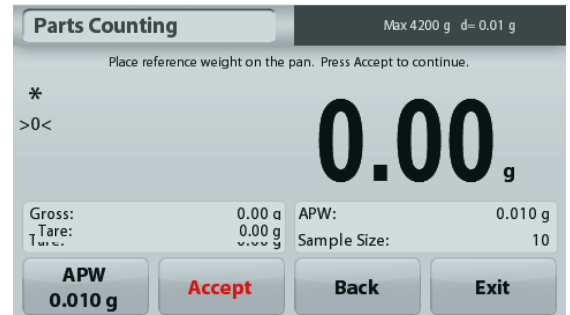 Parts Counting
Max 4200 g d= 0.01 g
Place reference weight on the pan. Press Accept to continue.
*
>0<
0.00 g
Gross: 0.00 g
Tare: 0.00 g
APW: 0.010 g
Sample Size: 10
APW
0.010 g
Accept
Back
Exit